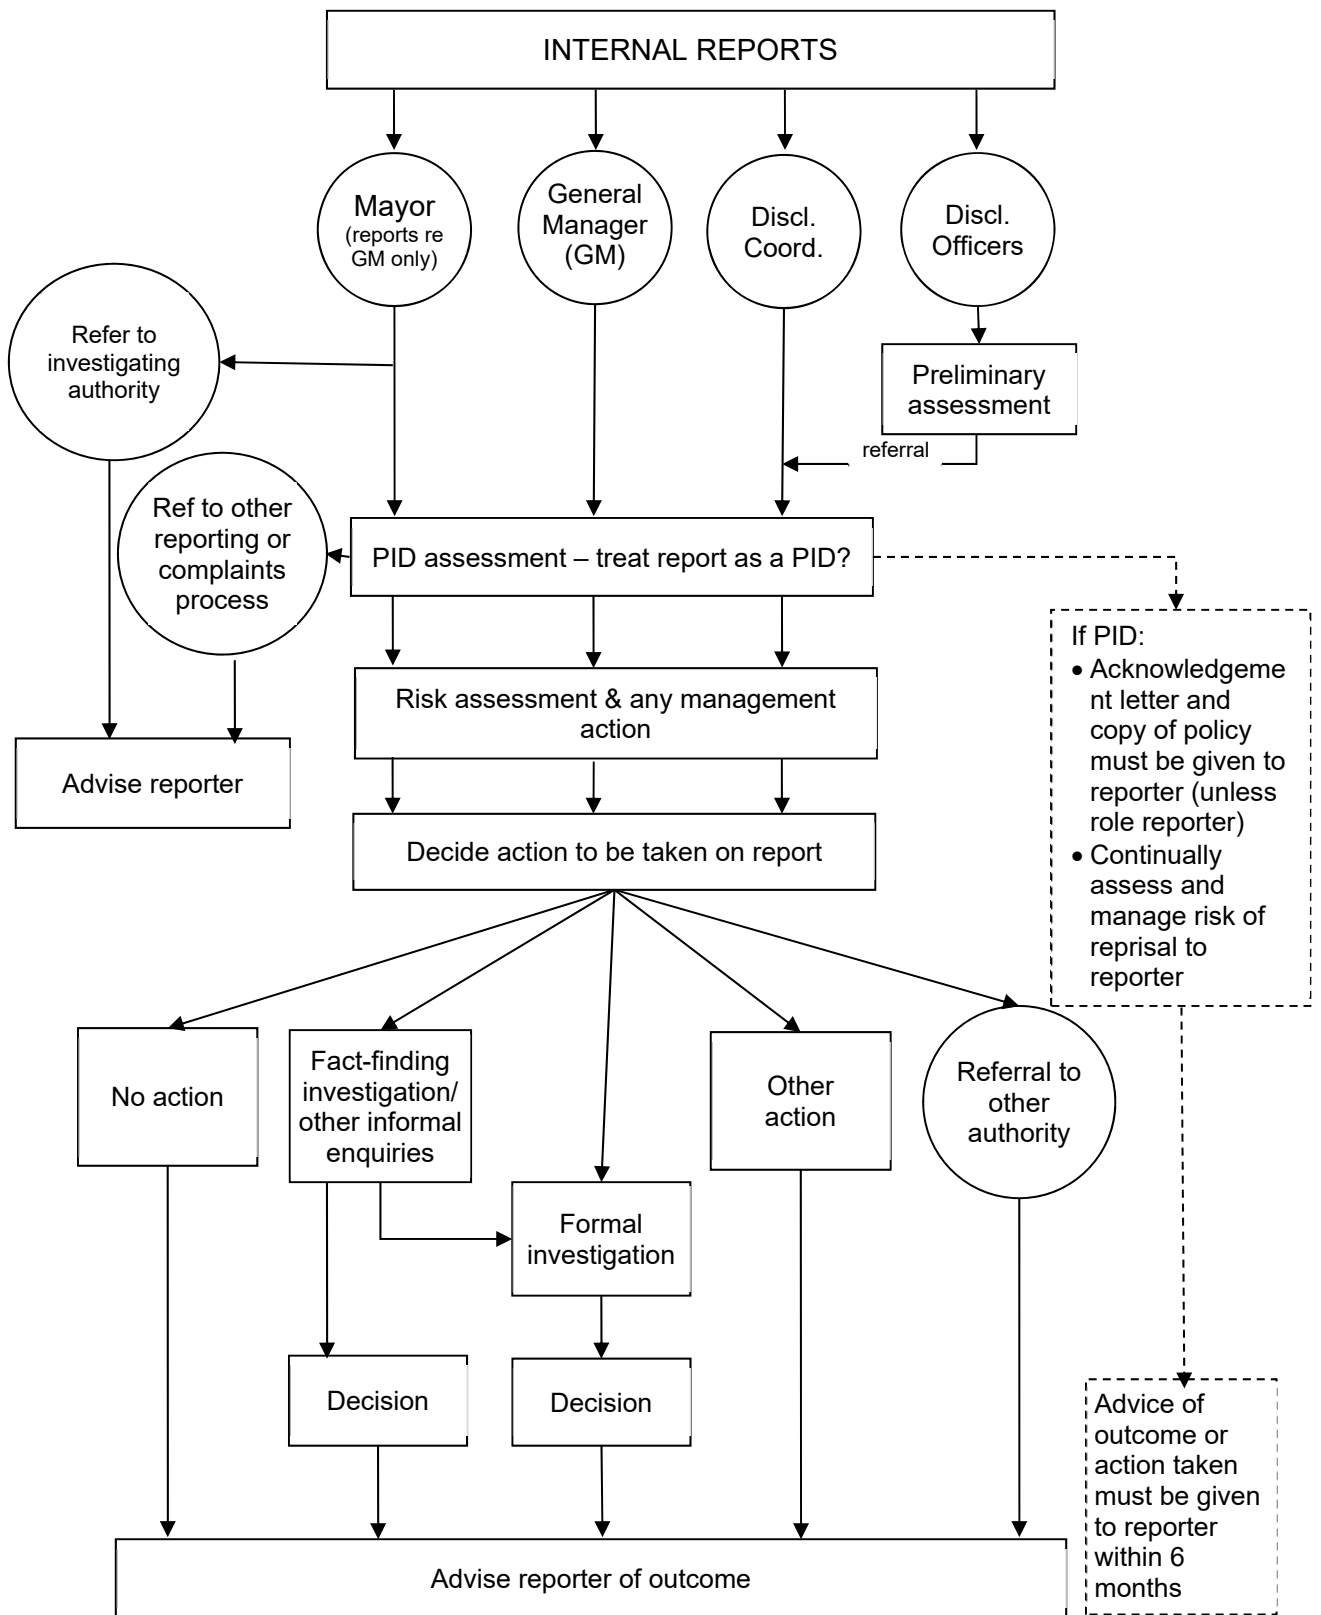 INTERNAL REPORTS
Mayor
(reports re
GM only)
General
Manager
(GM)
Discl.
Coord.
Discl.
Officers
Refer to
investigating
authority
Preliminary
assessment
referral
Ref to other
reporting or
complaints
process
PID assessment – treat report as a PID?
If PID:
• Acknowledgeme
nt letter and
copy of policy
must be given to
reporter (unless
role reporter)
• Continually
assess and
manage risk of
reprisal to
reporter
Risk assessment & any management
action
Advise reporter
Decide action to be taken on report
No action
Fact-finding
investigation/
other informal
enquiries
Other
action
Referral to
other
authority
Formal
investigation
Decision
Decision
Advice of
outcome or
action taken
must be given
to reporter
within 6
months
Advise reporter of outcome